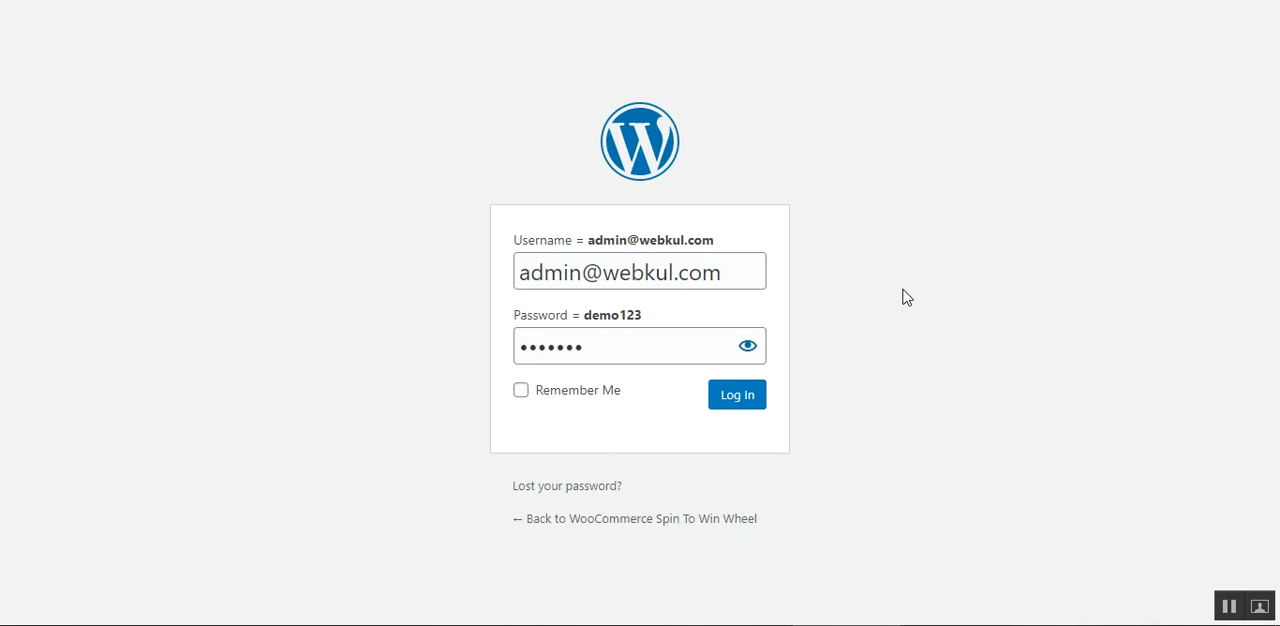 W
Username = admin@webkul.com
admin@webkul.com
Password = demo123
•••••••
Remember Me
Log In
Lost your password?
← Back to WooCommerce Spin To Win Wheel